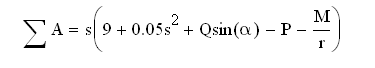 ∑ A = s(9 + 0.05s² + Qsin(α) − P − M/r)